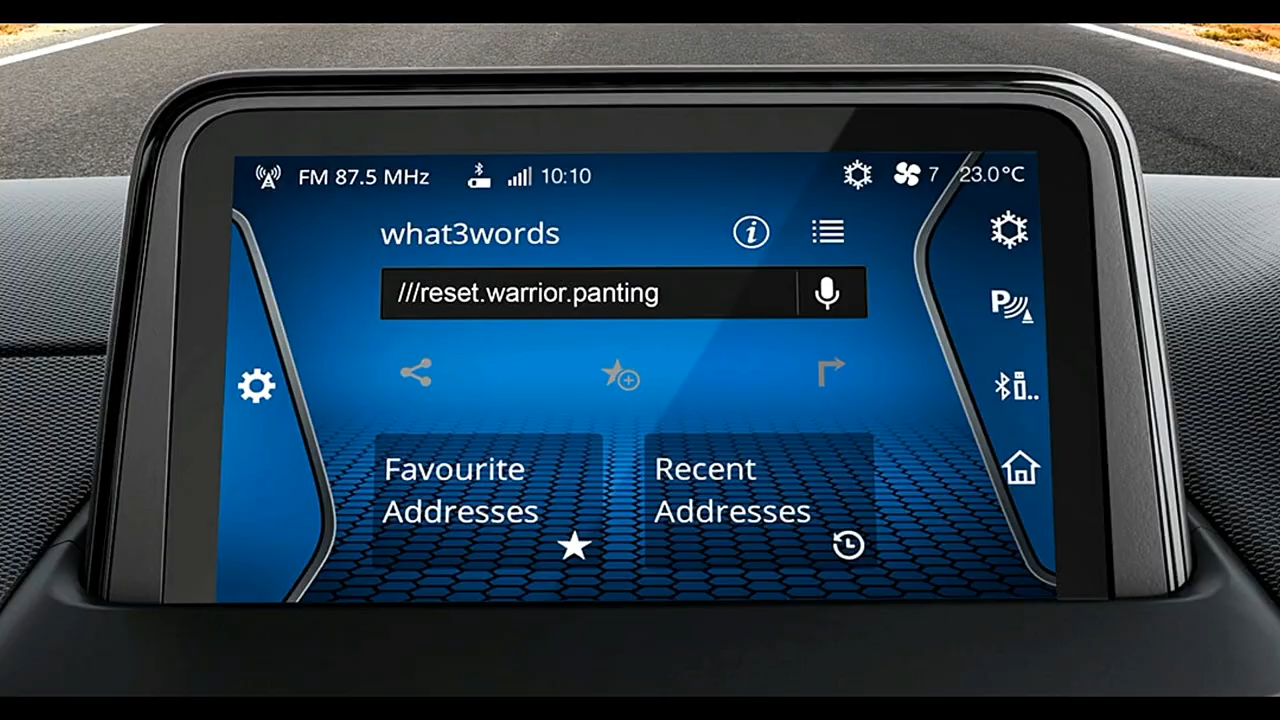 FM 87.5 MHz 10:10 7 23.0°C
what3words
///reset.warrior.panting
P
Favourite
Addresses
Recent
Addresses